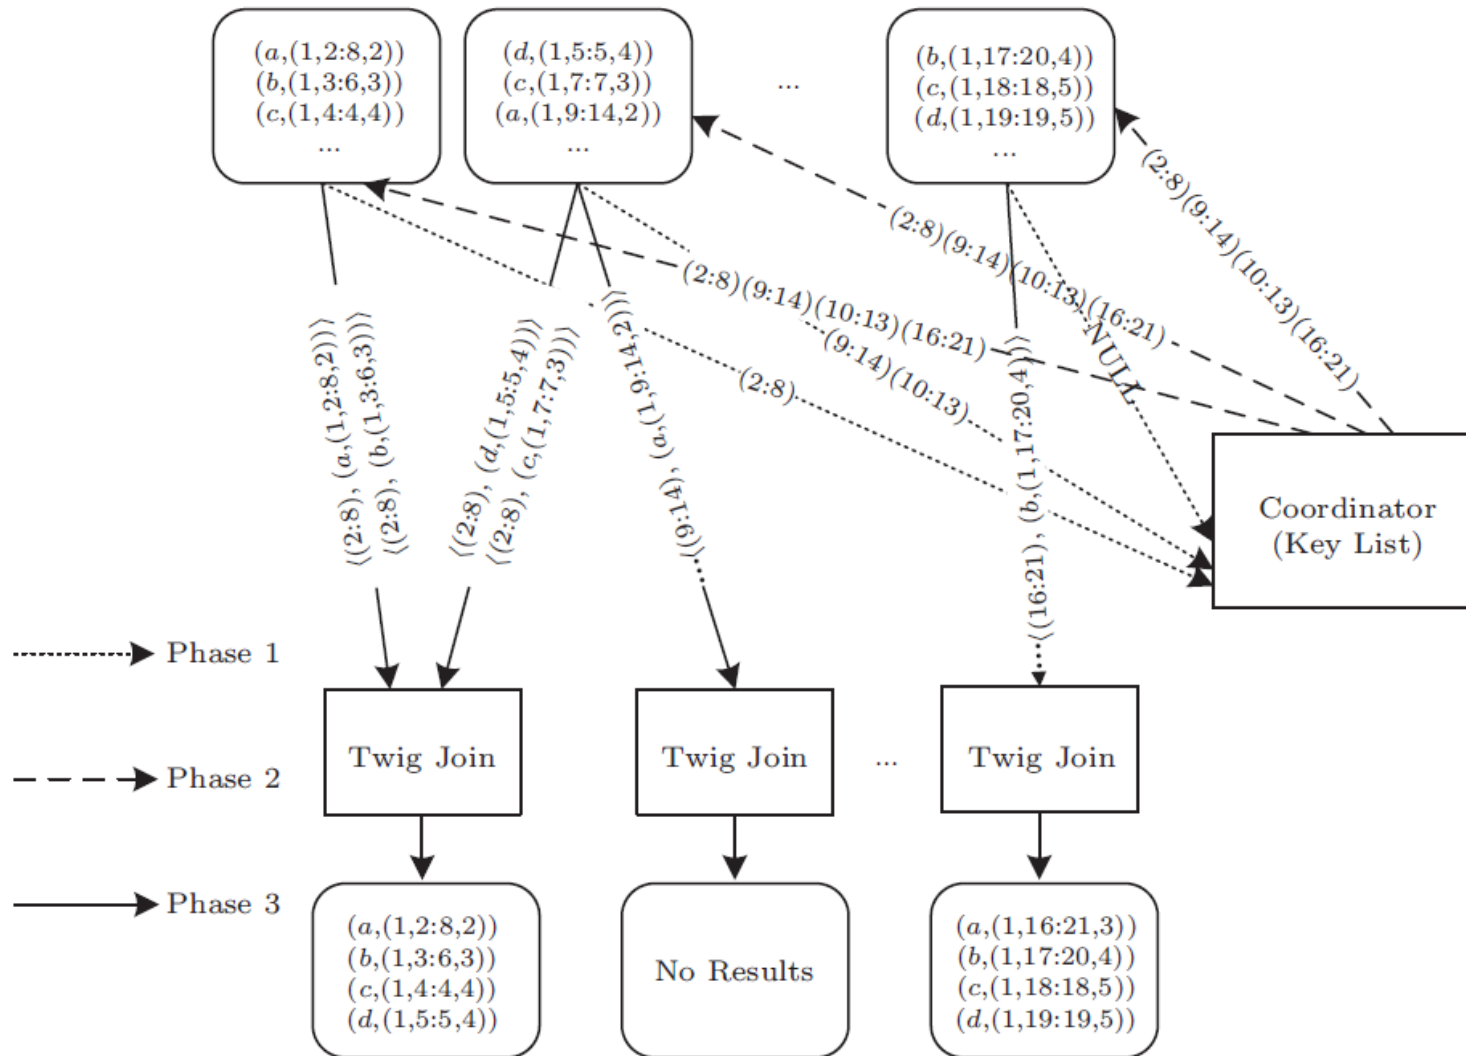 (a,(1,2:8,2))
(b,(1,3:6,3))
(c,(1,4:4,4))
...
(d,(1,5:5,4))
(c,(1,7:7,3))
(a,(1,9:14,2))
...
...
(b,(1,17:20,4))
(c,(1,18:18,5))
(d,(1,19:19,5))
...
(2:8)(9:14)(10:13)(16:21)
(2:8)(9:14)(10:13)(16:21)
(2:8)(9:14)(10:13)(16:21)
(9:14)(10:13)
(2:8)
NULL
⟨(2:8), (a,(1,2:8,2))⟩
⟨(2:8), (b,(1,3:6,3))⟩
⟨(2:8), (d,(1,5:5,4))⟩
⟨(2:8), (c,(1,7:7,3))⟩
⟨(9:14), (a,(1,9:14,2))⟩
⟨(16:21), (b,(1,17:20,4))⟩
Coordinator
(Key List)
Phase 1
Phase 2
Phase 3
Twig Join
Twig Join
...
Twig Join
(a,(1,2:8,2))
(b,(1,3:6,3))
(c,(1,4:4,4))
(d,(1,5:5,4))
No Results
(a,(1,16:21,3))
(b,(1,17:20,4))
(c,(1,18:18,5))
(d,(1,19:19,5))